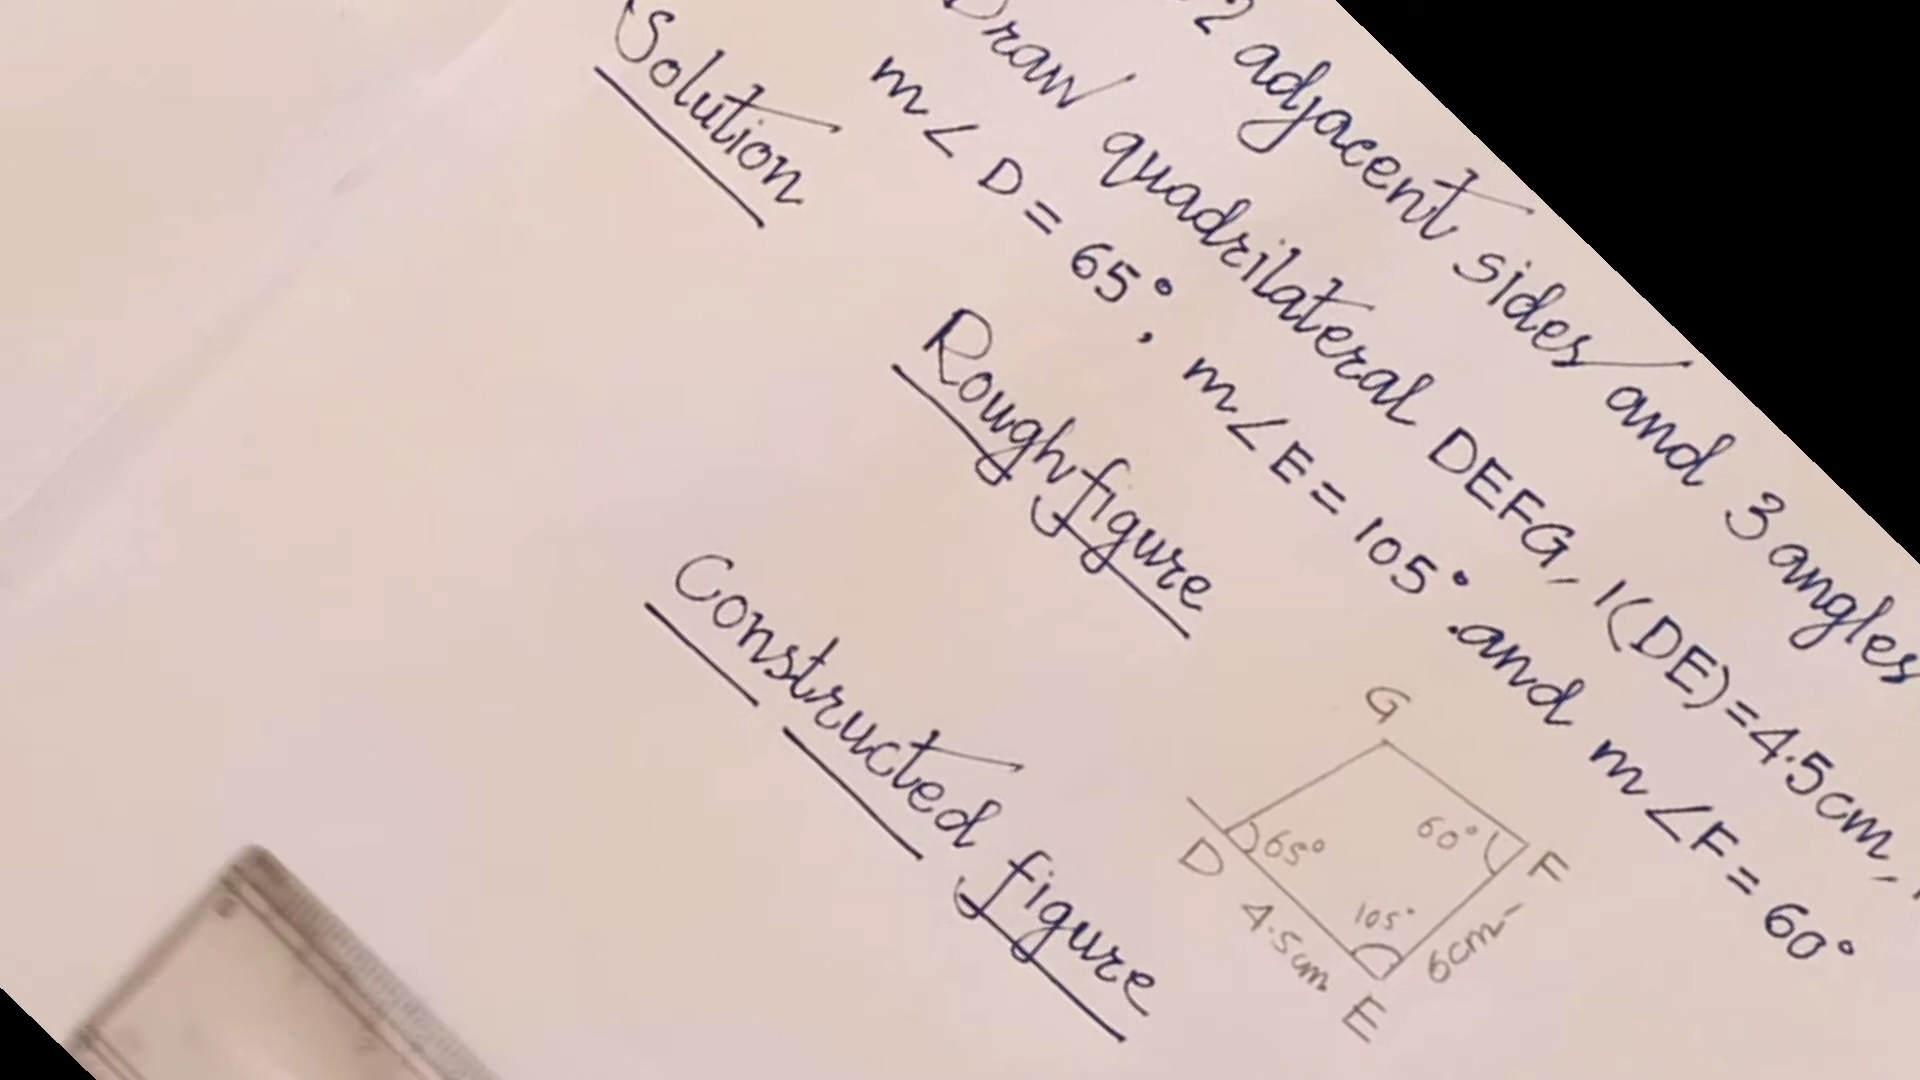 2 adjacent sides and 3 angles
Draw quadrilateral DEFG, l(DE)=4.5cm,
m∠D=65°, m∠E=105° and m∠F=60°
Solution
Rough figure
G
60°
F
65°
D
105°
4.5cm
6cm
E
Constructed figure